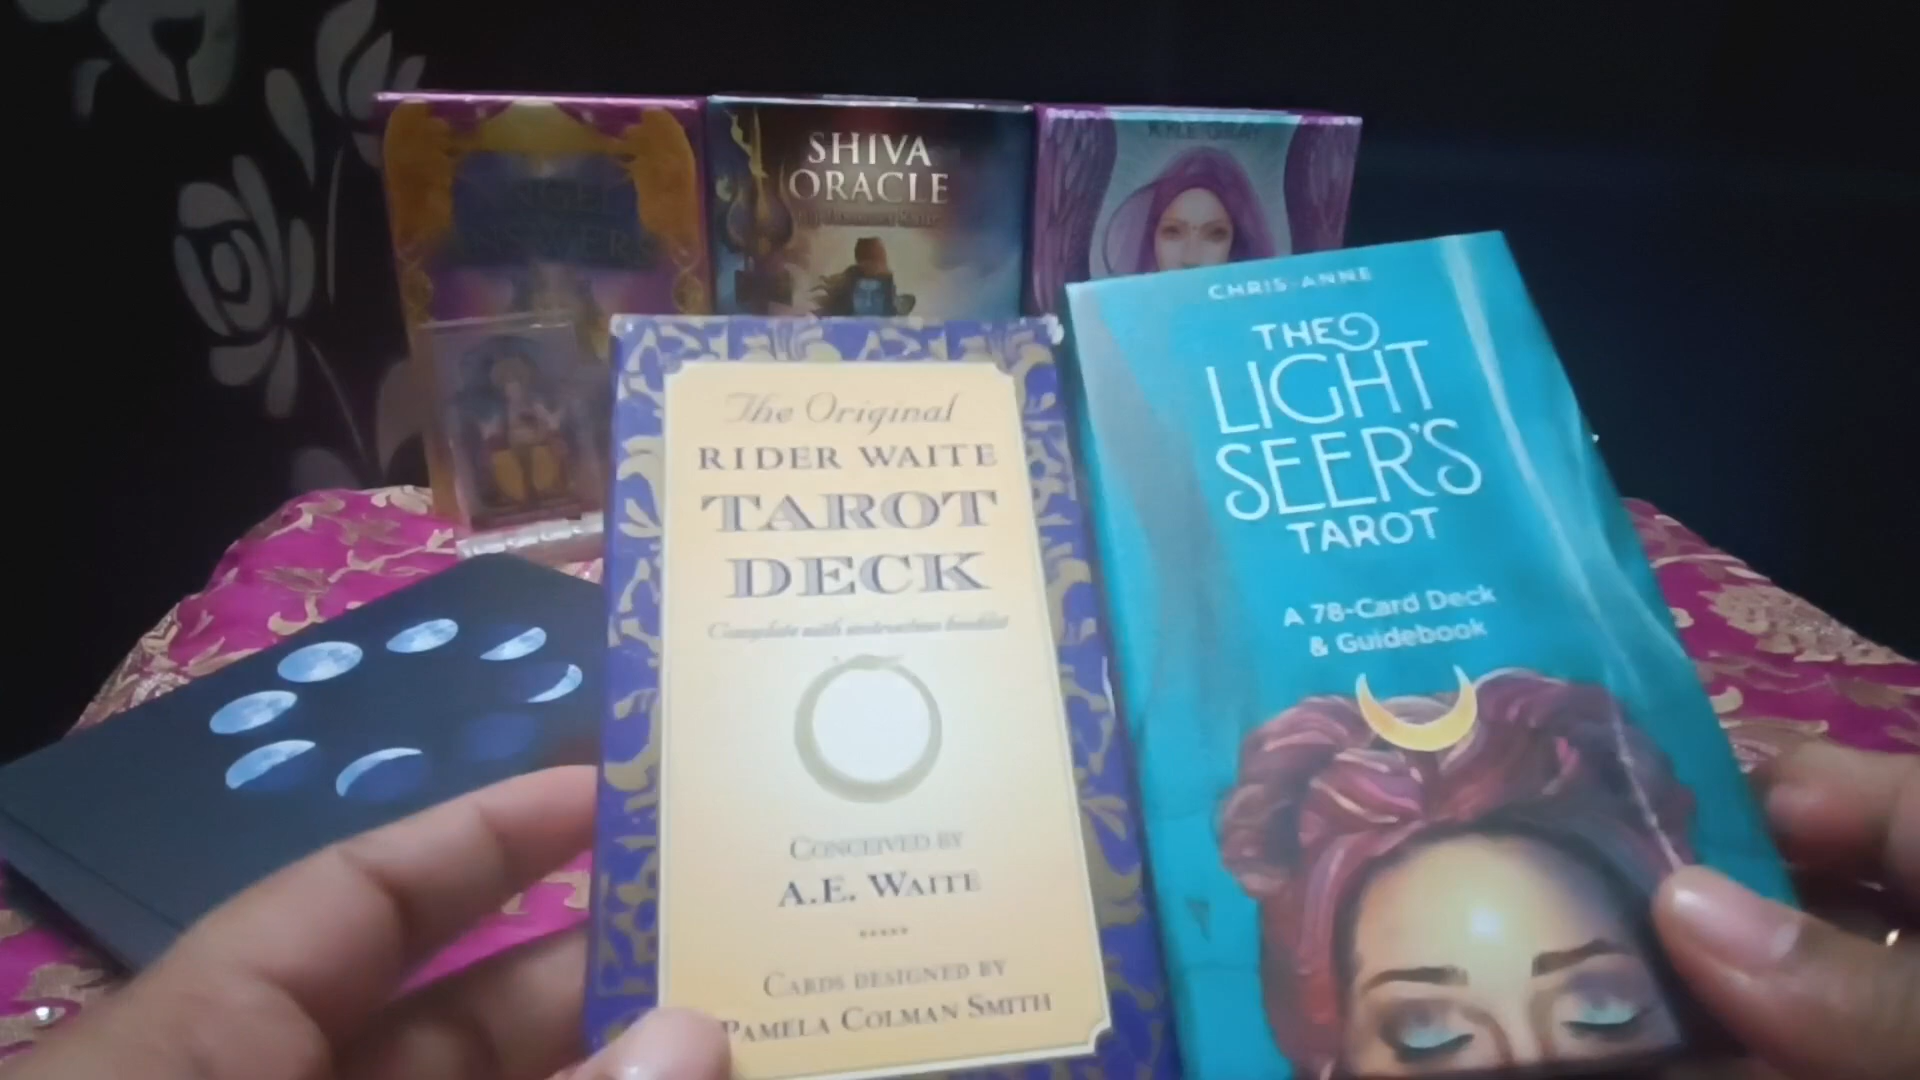 SHIVA
ORACLE
KYLE GRAY
The Original
RIDER WAITE
TAROT
DECK
Complete with instruction booklet
CONCEIVED BY
A.E. WAITE
CARDS DESIGNED BY
PAMELA COLMAN SMITH
CHRIS-ANNE
THE
LIGHT
SEER'S
TAROT
A 78-Card Deck
& Guidebook